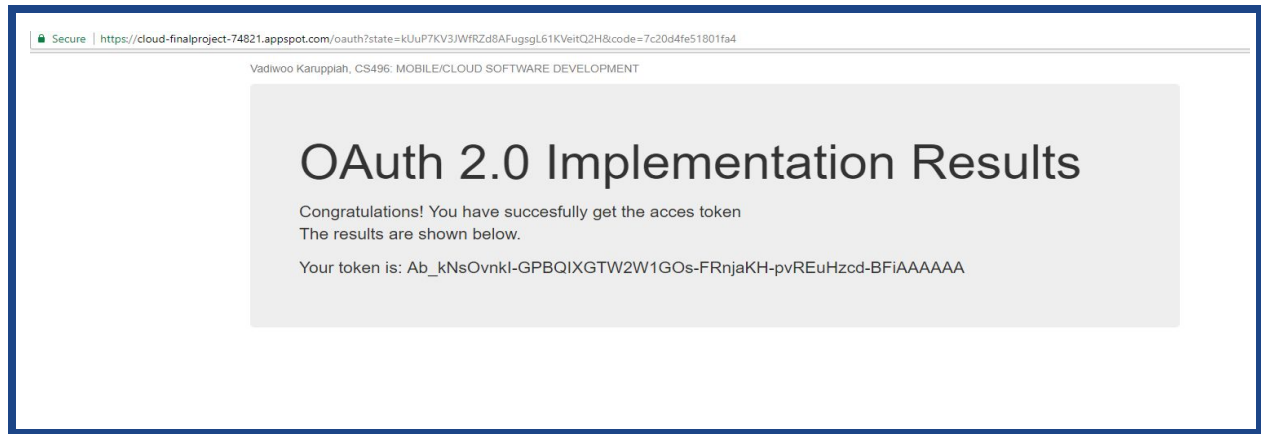 Secure | https://cloud-finalproject-74821.appspot.com/oauth?state=kUuP7KV3JWfRZd8AFugsgL61KVeitQ2H&code=7c20d4fe51801fa4
Vadiwoo Karuppiah, CS496: MOBILE/CLOUD SOFTWARE DEVELOPMENT
OAuth 2.0 Implementation Results
Congratulations! You have succesfully get the acces token
The results are shown below.
Your token is: Ab_kNsOvnkI-GPBQIXGTW2W1GOs-FRnjaKH-pvREuHzcd-BFiAAAAAA